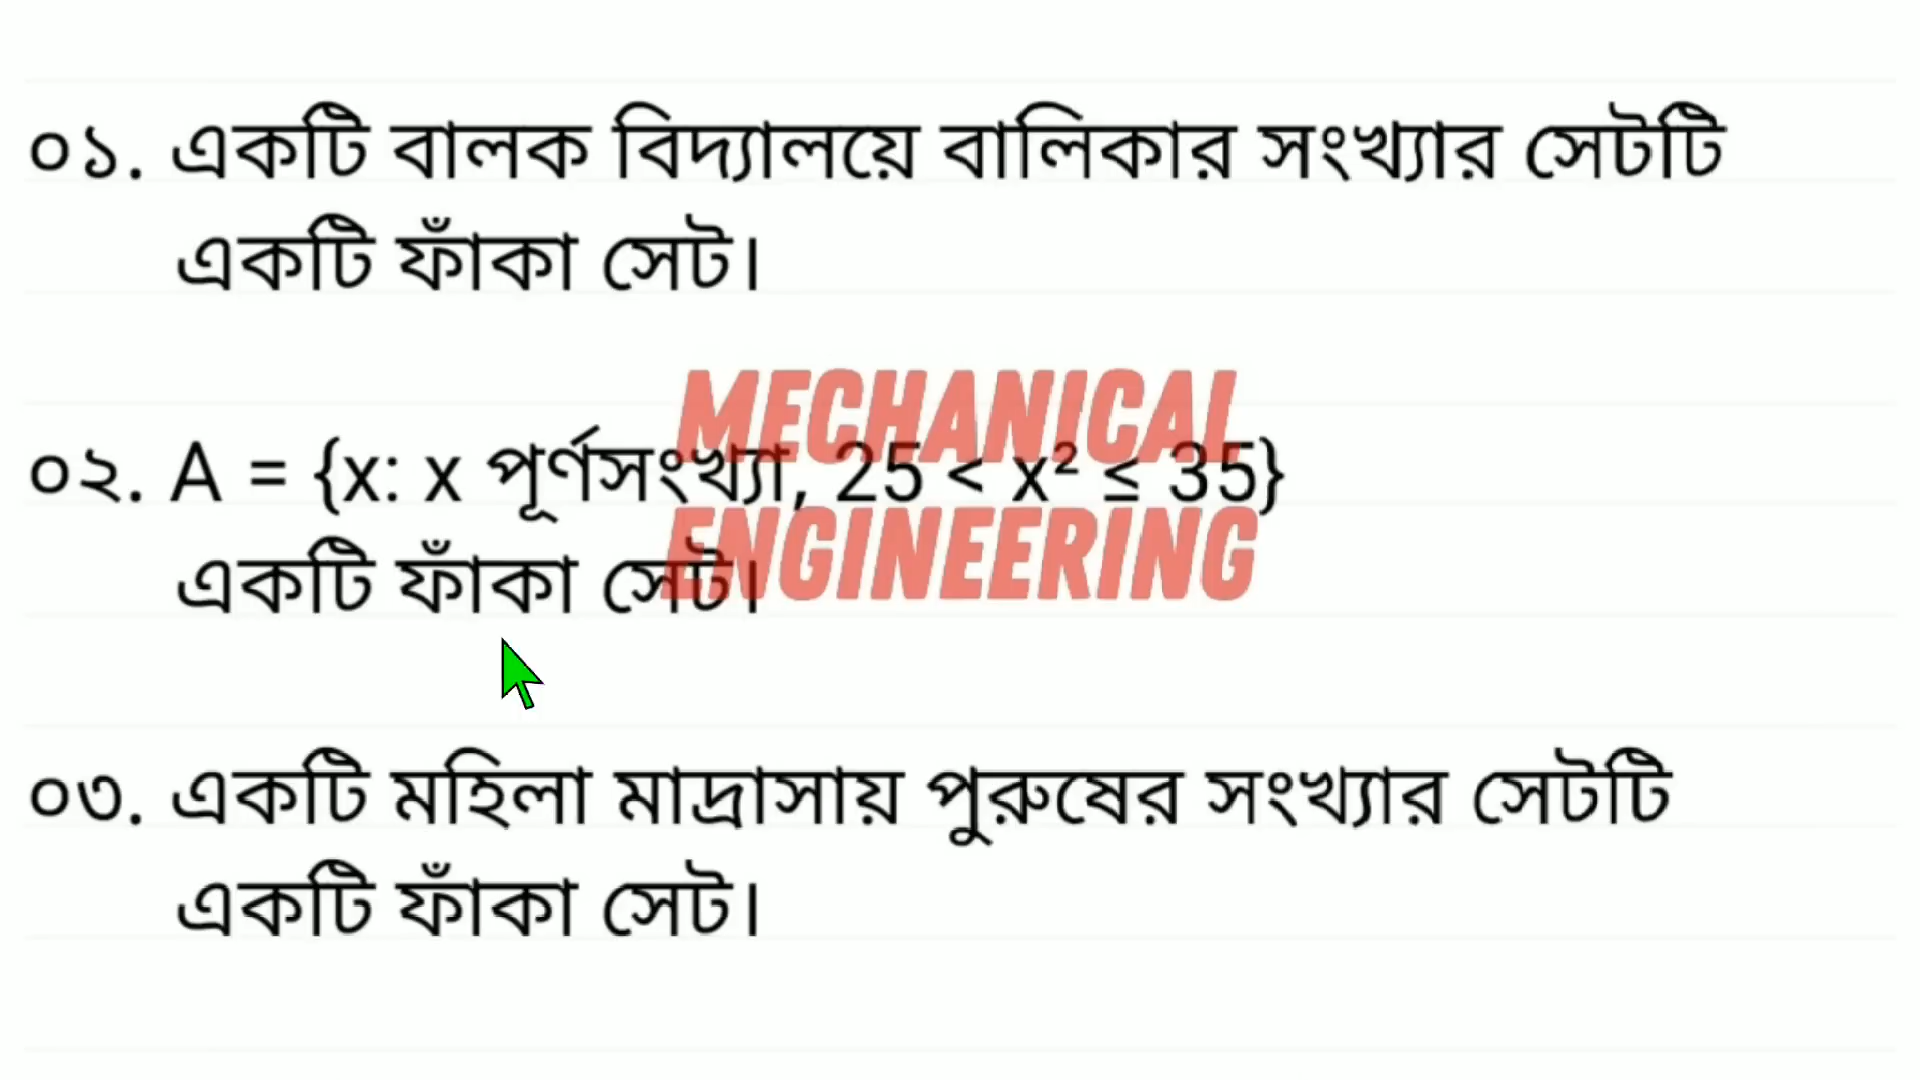 ০১. একটি বালক বিদ্যালয়ে বালিকার সংখ্যার সেটটি
একটি ফাঁকা সেট।
MECHANICAL
০২. A = {x: x পূর্ণসংখ্যা, 25 < x² ≤ 35}
ENGINEERING
একটি ফাঁকা সেট।
০৩. একটি মহিলা মাদ্রাসায় পুরুষের সংখ্যার সেটটি
একটি ফাঁকা সেট।